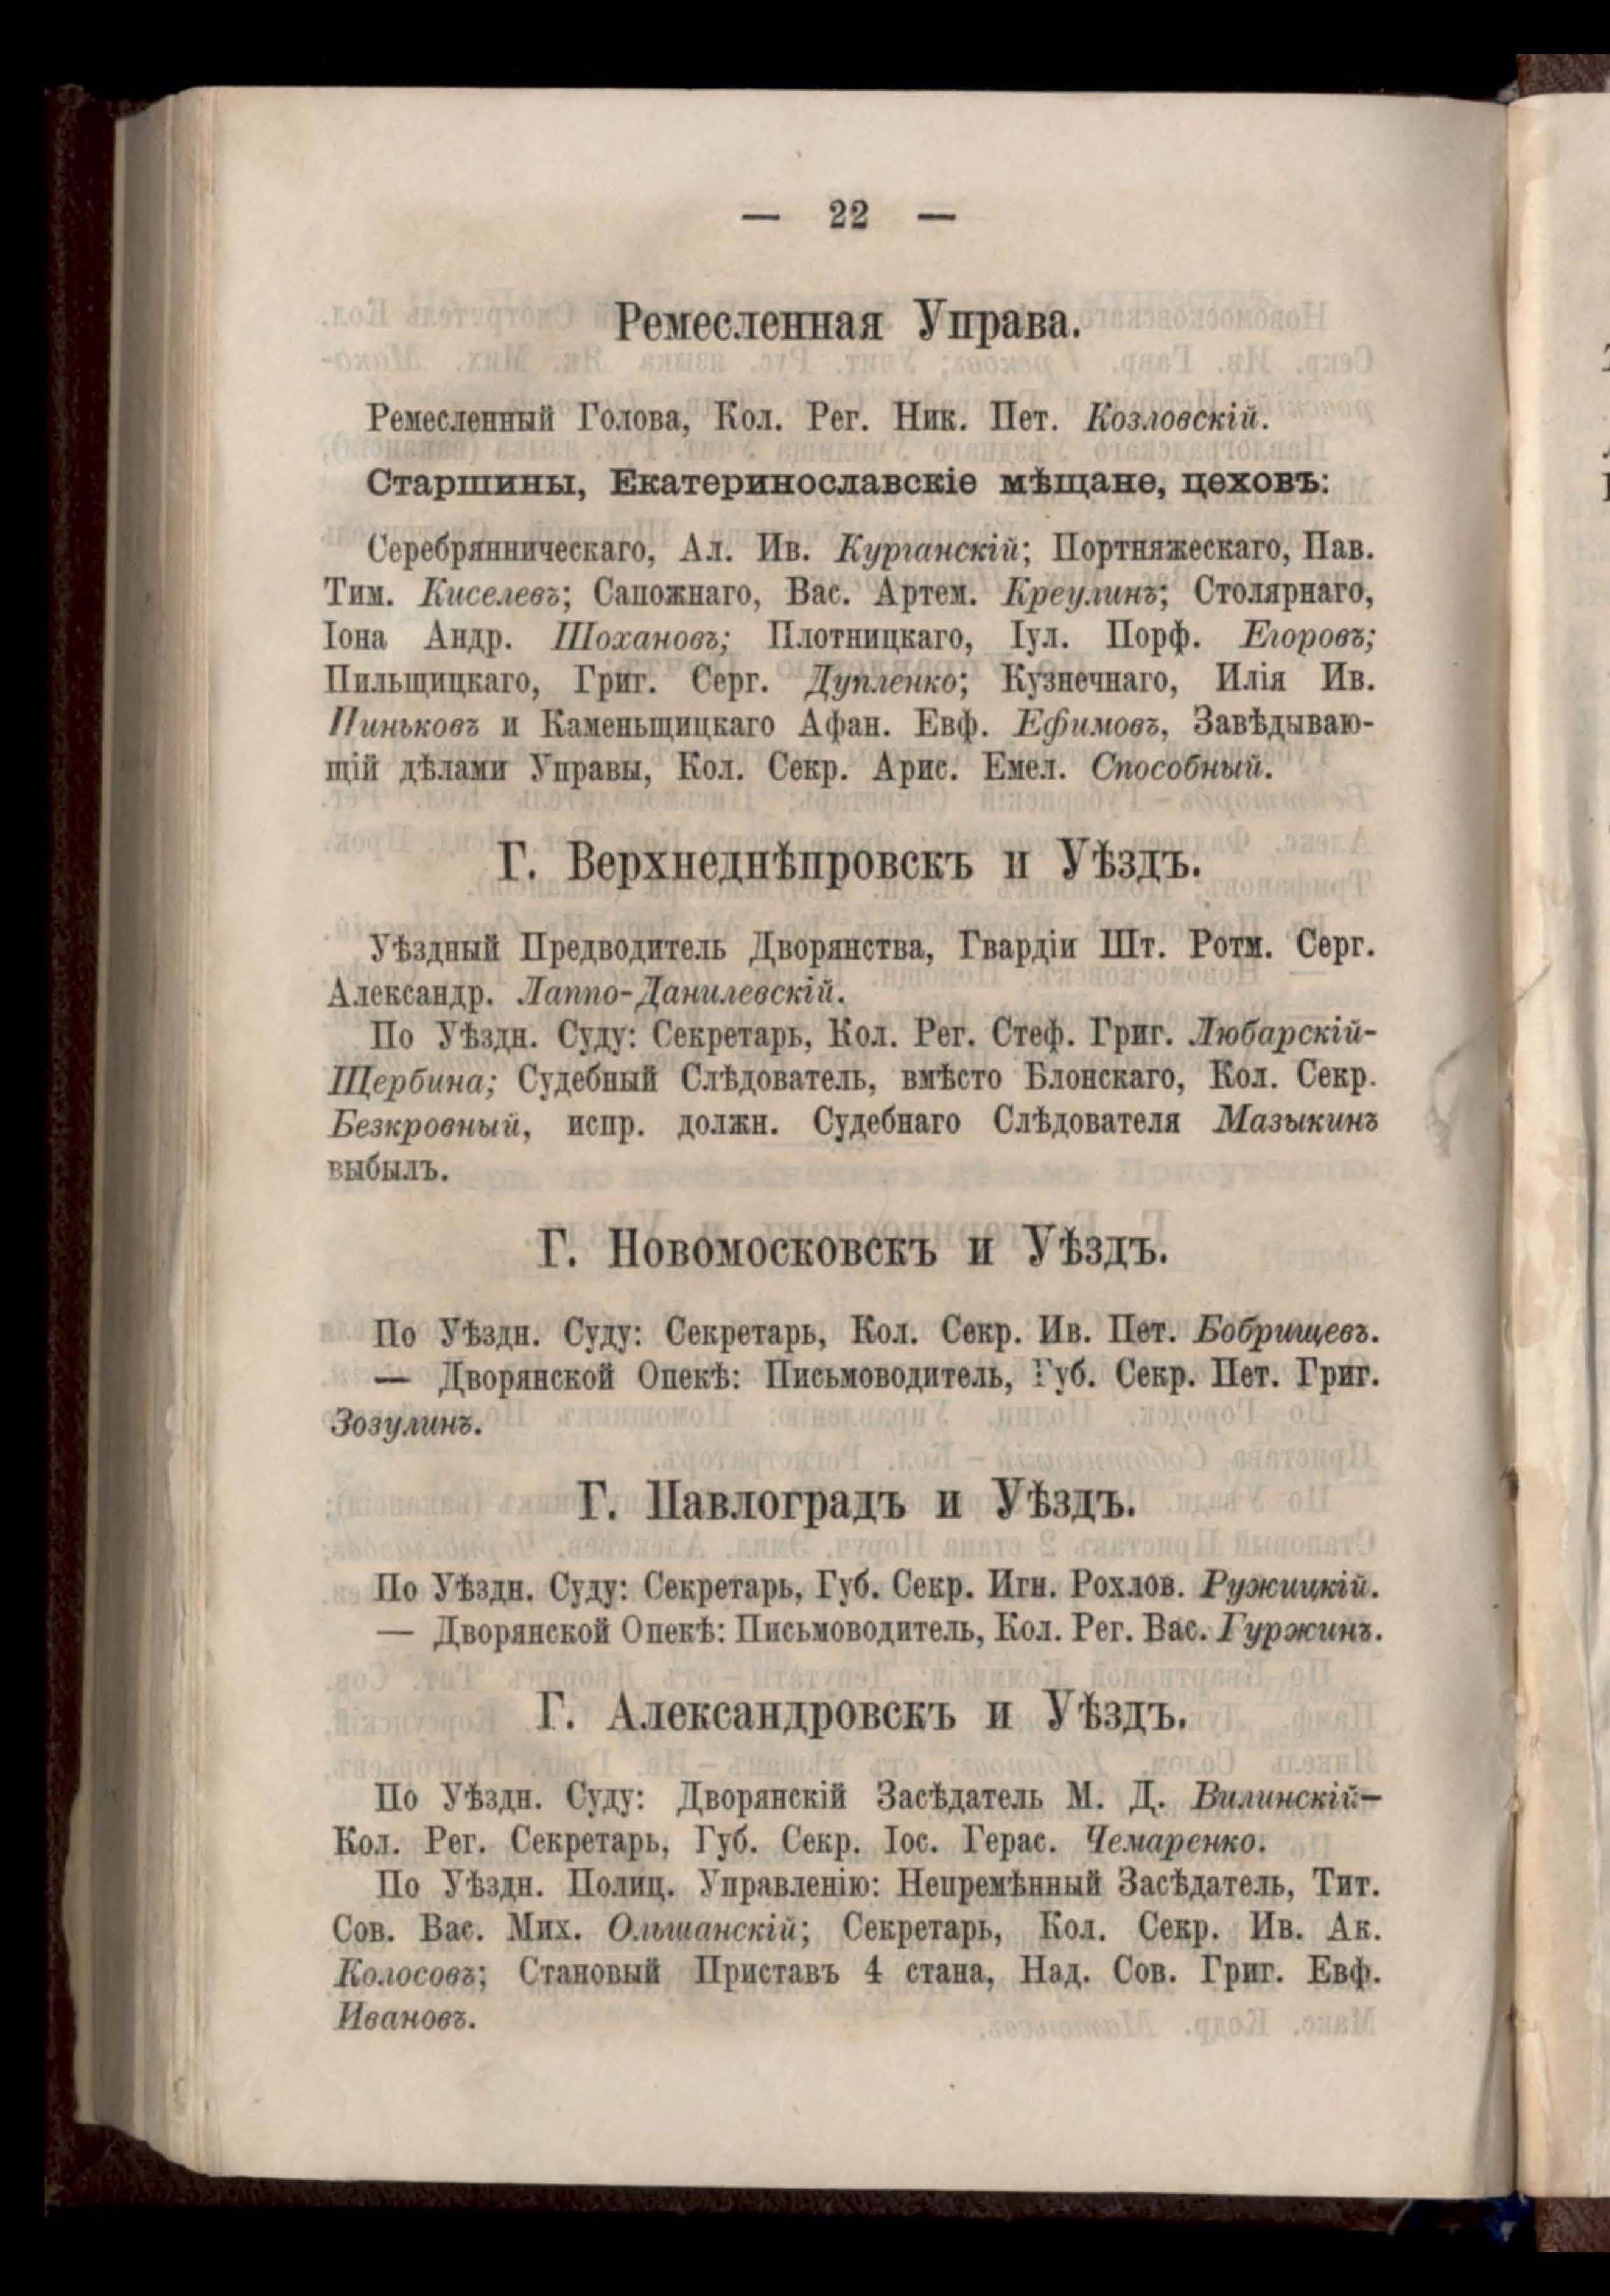 — 22 —
Ремесленная Управа.
Ремесленный Голова, Кол. Рег. Ник. Пет. Козловскій.
Старшины, Екатеринославскіе мѣщане, цеховъ:
Серебрянническаго, Ал. Ив. Курганскій; Портняжескаго, Пав.
Тим. Киселевъ; Сапожнаго, Вас. Артем. Креулинъ; Столярнаго,
Іона Андр. Шохановъ; Плотницкаго, Іул. Порф. Егоровъ;
Пильщицкаго, Григ. Серг. Дупленко; Кузнечнаго, Илія Ив.
Пиньковъ и Каменьщицкаго Афан. Евф. Ефимовъ, Завѣдываю-
щій дѣлами Управы, Кол. Секр. Арис. Емел. Способный.
Г. Верхнеднѣпровскъ и Уѣздъ.
Уѣздный Предводитель Дворянства, Гвардіи Шт. Ротм. Серг.
Александр. Лаппо-Данилевскій.
По Уѣздн. Суду: Секретарь, Кол. Рег. Стеф. Григ. Любарскій-
Щербина; Судебный Слѣдователь, вмѣсто Блонскаго, Кол. Секр.
Безкровный, испр. должн. Судебнаго Слѣдователя Мазыкинъ
выбылъ.
Г. Новомосковскъ и Уѣздъ.
По Уѣздн. Суду: Секретарь, Кол. Секр. Ив. Пет. Бобрищевъ.
— Дворянской Опекѣ: Письмоводитель, Губ. Секр. Пет. Григ.
Зозулинъ.
Г. Павлоградъ и Уѣздъ.
По Уѣздн. Суду: Секретарь, Губ. Секр. Игн. Рохлов. Ружицкій.
— Дворянской Опекѣ: Письмоводитель, Кол. Рег. Вас. Гуржинъ.
Г. Александровскъ и Уѣздъ.
По Уѣздн. Суду: Дворянскій Засѣдатель М. Д. Вилинскій—
Кол. Рег. Секретарь, Губ. Секр. Іос. Герас. Чемаренко.
По Уѣздн. Полиц. Управленію: Непремѣнный Засѣдатель, Тит.
Сов. Вас. Мих. Ольшанскій; Секретарь, Кол. Секр. Ив. Ак.
Колосовъ; Становый Приставъ 4 стана, Над. Сов. Григ. Евф.
Ивановъ.